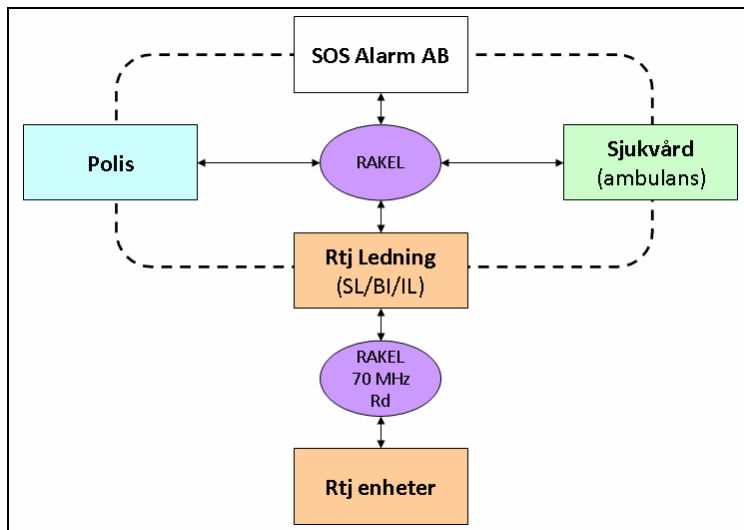 SOS Alarm AB
Polis
RAKEL
Sjukvård
(ambulans)
Rtj Ledning
(SL/BI/IL)
RAKEL
70 MHz
Rd
Rtj enheter